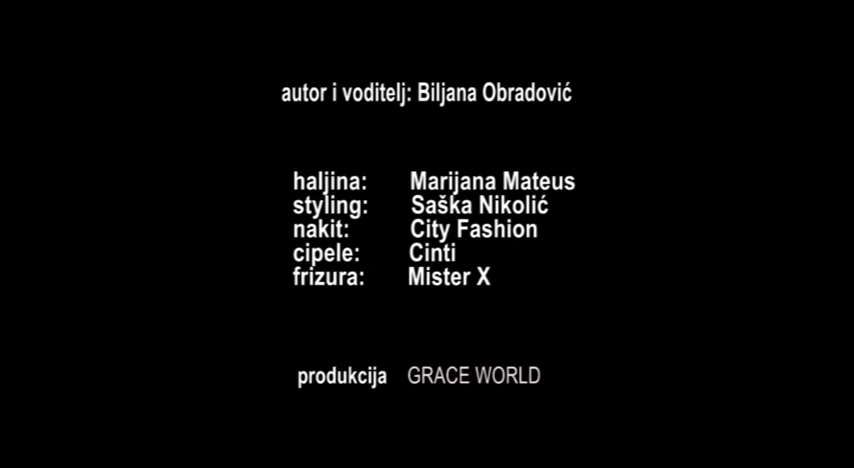 autor i voditelj: Biljana Obradović
haljina: Marijana Mateus
styling: Saška Nikolić
nakit: City Fashion
cipele: Cinti
frizura: Mister X
produkcija GRACE WORLD